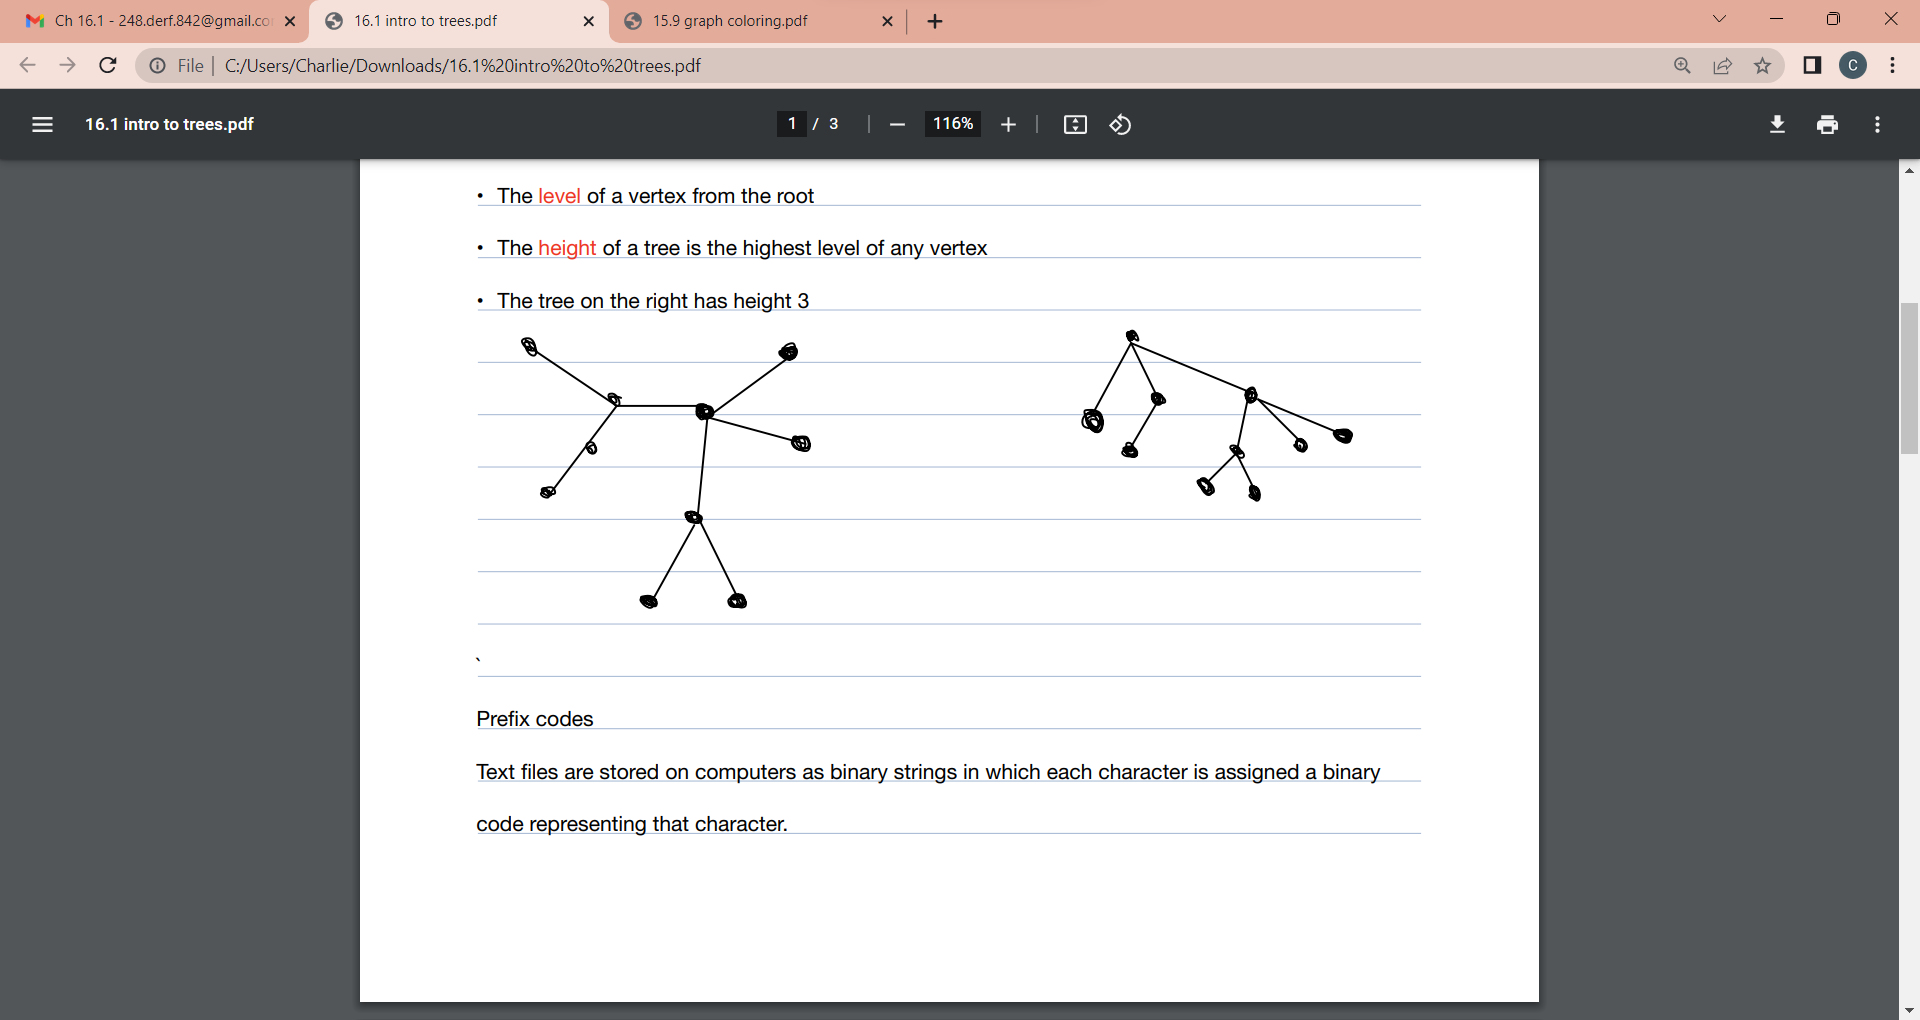 Ch 16.1 - 248.derf.842@gmail.co
16.1 intro to trees.pdf
15.9 graph coloring.pdf
File | C:/Users/Charlie/Downloads/16.1%20intro%20to%20trees.pdf
C
16.1 intro to trees.pdf
1 / 3
116%
• The level of a vertex from the root
• The height of a tree is the highest level of any vertex
• The tree on the right has height 3
`
Prefix codes
Text files are stored on computers as binary strings in which each character is assigned a binary
code representing that character.